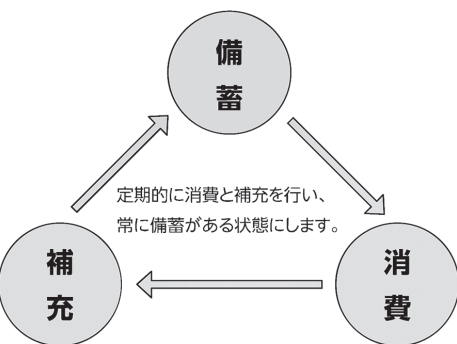 備
蓄
定期的に消費と補充を行い、
常に備蓄がある状態にします。
補
充
消
費